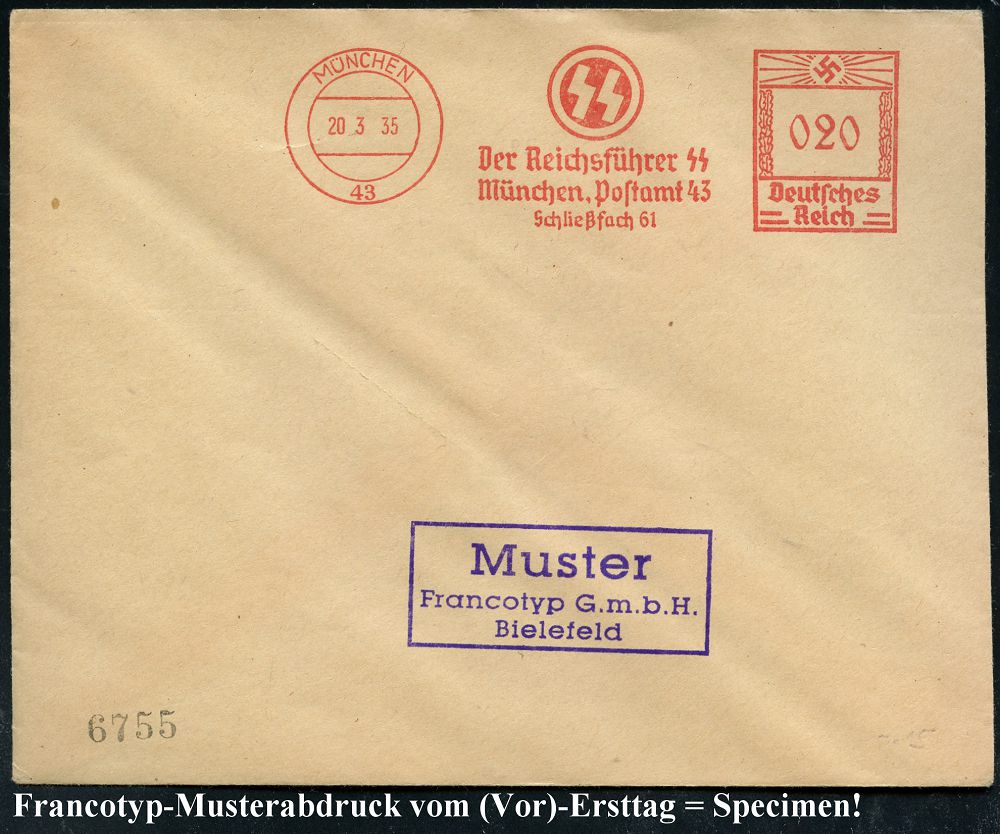 MÜNCHEN
20 3 35
43
SS
Der Reichsführer SS
München, Postamt 43
Schließfach 61
020
Deutsches
Reich
Muster
Francotyp G.m.b.H.
Bielefeld
6755
Francotyp-Musterabdruck vom (Vor)-Ersttag = Specimen!